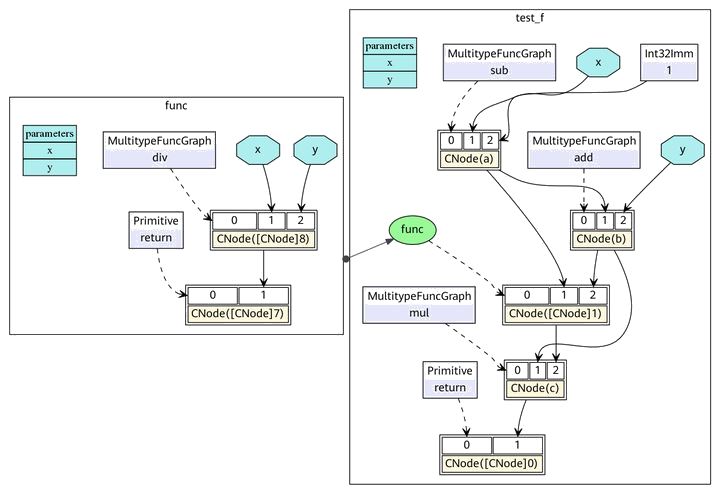 func
parameters
x
y
MultitypeFuncGraph
div
x
y
Primitive
return
0 1 2
CNode([CNode]8)
0 1
CNode([CNode]7)
test_f
parameters
x
y
MultitypeFuncGraph
sub
x
Int32Imm
1
0 1 2
CNode(a)
MultitypeFuncGraph
add
y
0 1 2
CNode(b)
func
0 1 2
CNode([CNode]1)
MultitypeFuncGraph
mul
Primitive
return
0 1 2
CNode(c)
0 1
CNode([CNode]0)